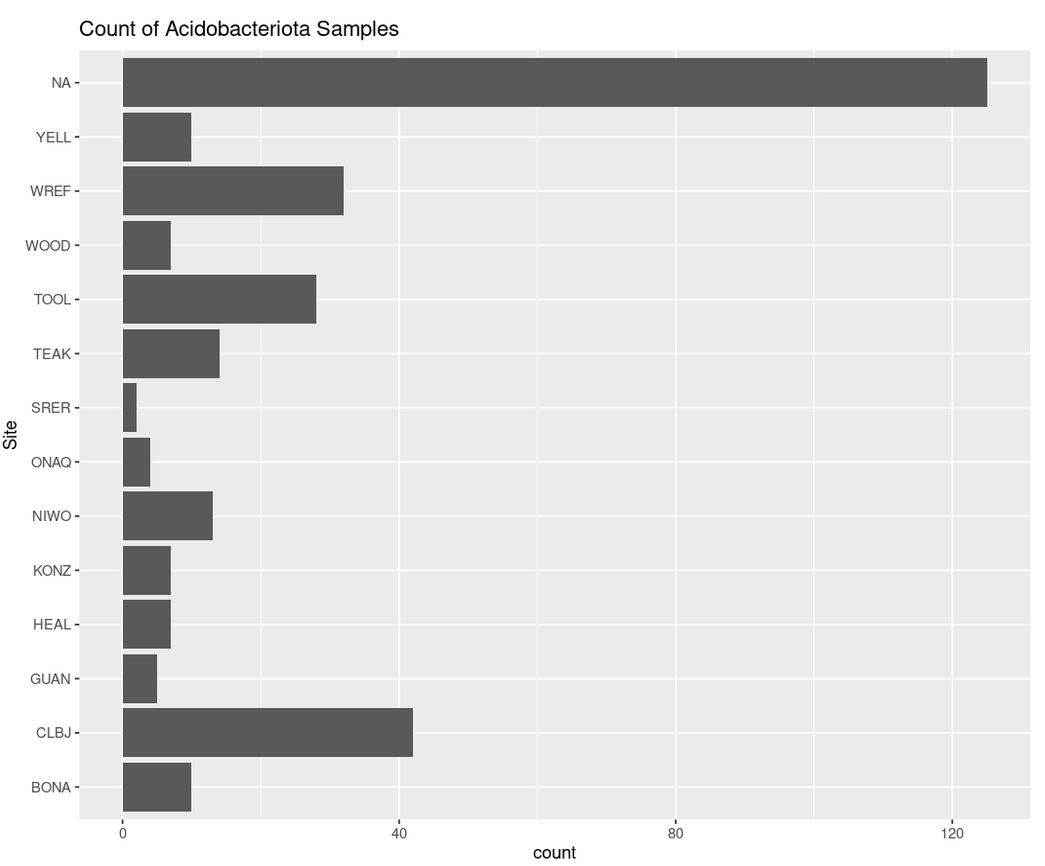 Count of Acidobacteriota Samples
NA
YELL
WREF
WOOD
TOOL
TEAK
SRER
ONAQ
NIWO
KONZ
HEAL
GUAN
CLBJ
BONA
Site
0 40 80 120
count